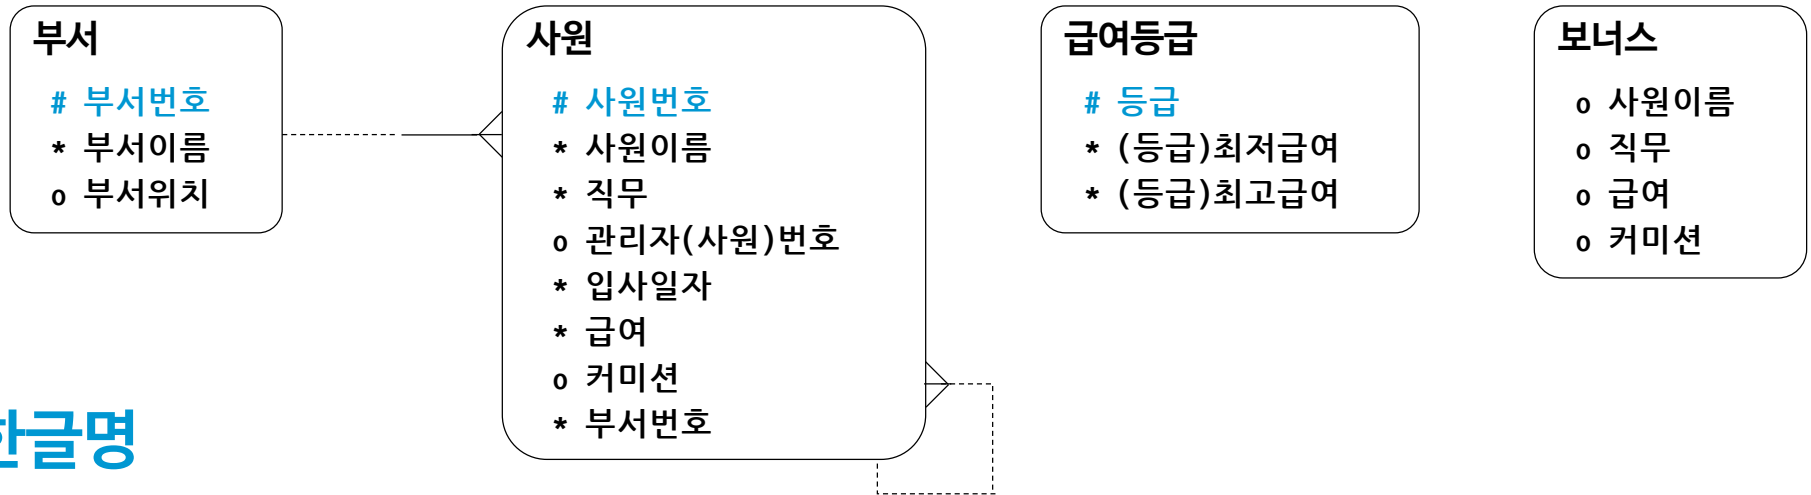 부서
# 부서번호
* 부서이름
o 부서위치
사원
# 사원번호
* 사원이름
* 직무
o 관리자(사원)번호
* 입사일자
* 급여
o 커미션
* 부서번호
급여등급
# 등급
* (등급)최저급여
* (등급)최고급여
보너스
o 사원이름
o 직무
o 급여
o 커미션
한글명